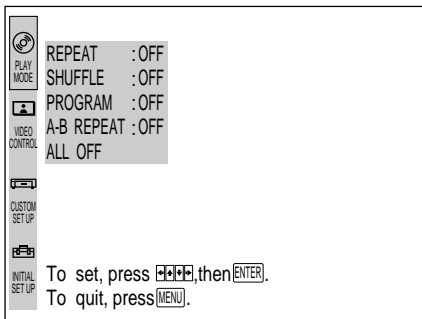 PLAY
MODE
REPEAT :OFF
SHUFFLE :OFF
PROGRAM :OFF
A-B REPEAT :OFF
ALL OFF
VIDEO
CONTROL
CUSTOM
SET UP
INITIAL
SET UP
To set, press ,then ENTER.
To quit, press MENU.